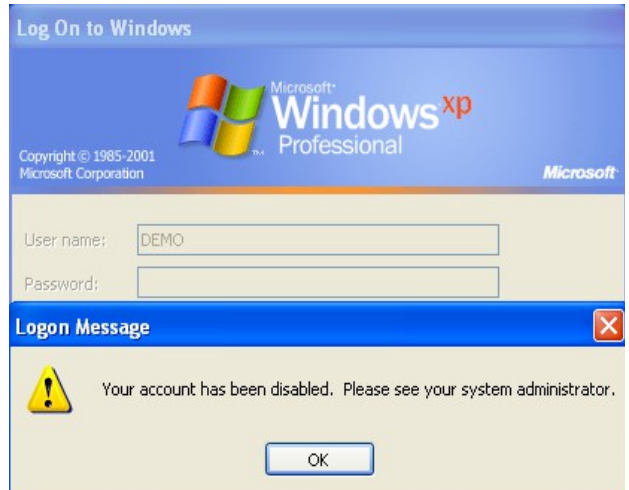 Log On to Windows
Microsoft®
Windows xp
Professional
TM
Copyright © 1985-2001
Microsoft Corporation
Microsoft®
User name: DEMO
Password:
Logon Message
Your account has been disabled. Please see your system administrator.
OK